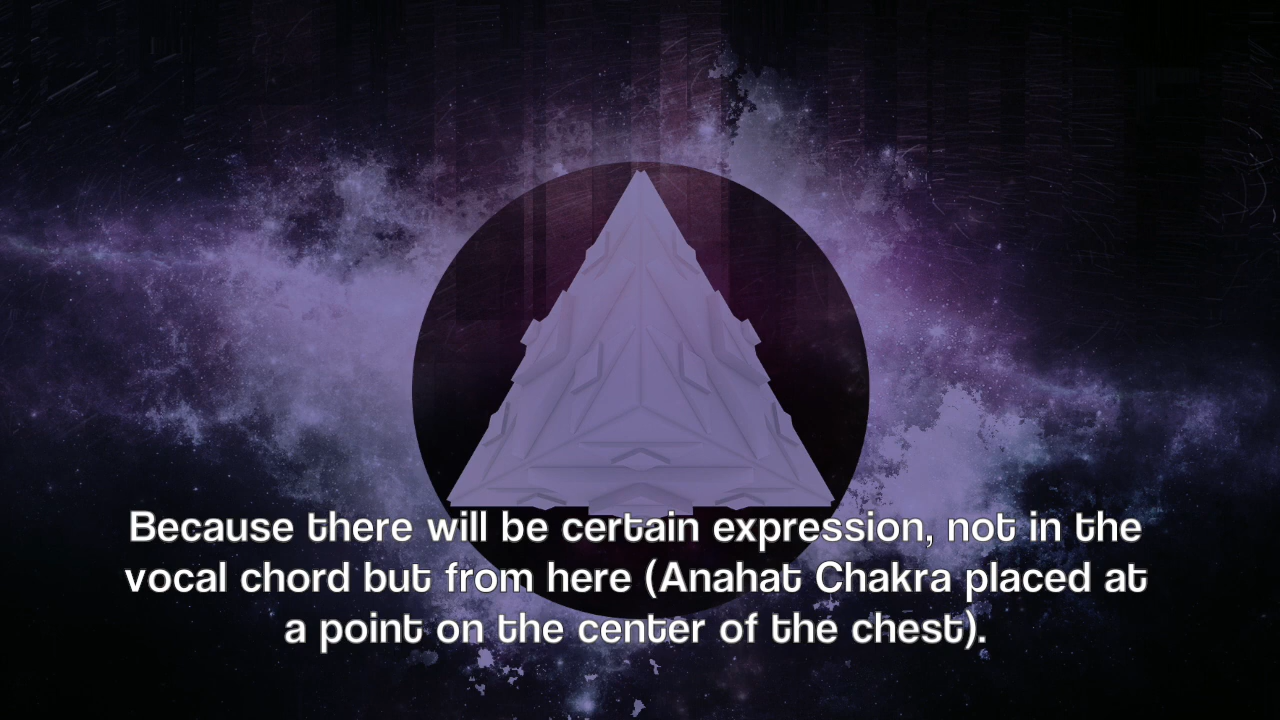 Because there will be certain expression, not in the
vocal chord but from here (Anahat Chakra placed at
a point on the center of the chest).